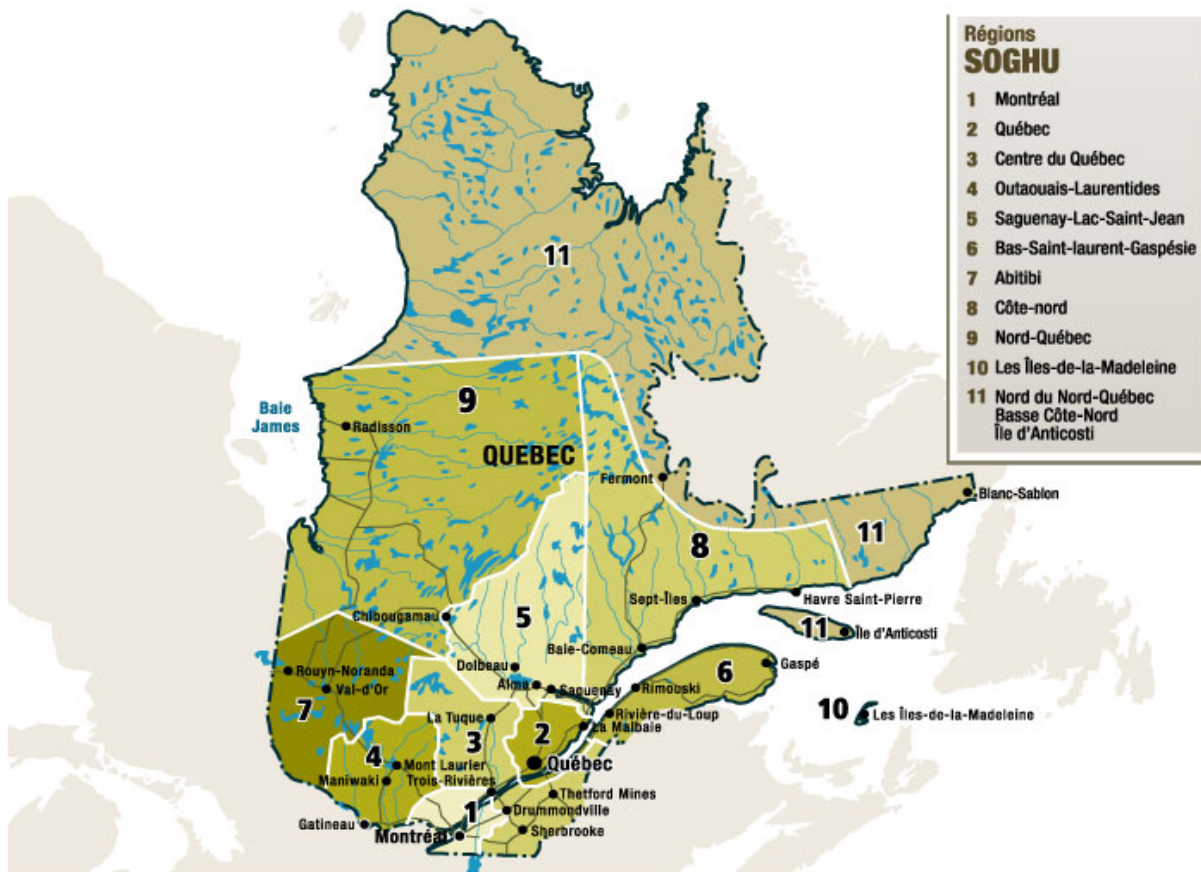 Régions
SOGHU
1 Montréal
2 Québec
3 Centre du Québec
4 Outaouais-Laurentides
5 Saguenay-Lac-Saint-Jean
6 Bas-Saint-laurent-Gaspésie
7 Abitibi
8 Côte-nord
9 Nord-Québec
10 Les Îles-de-la-Madeleine
11 Nord du Nord-Québec
Basse Côte-Nord
Île d'Anticosti
11
9
Baie
James
Radisson
QUEBEC
Fermont
Blanc-Sablon
11
8
Sept-Îles
Havre Saint-Pierre
Chibougamau
5
11
Île d'Anticosti
Baie-Comeau
Dolbeau
6
Gaspé
Rouyn-Noranda
Alma
Saguenay
Rimouski
Val-d'Or
7
La Tuque
Rivière-du-Loup
10
Les Îles-de-la-Madeleine
La Malbaie
3
2
4
Mont Laurier
Québec
Maniwaki
Trois-Rivières
Thetford Mines
1
Drummondville
Gatineau
Montréal
Sherbrooke